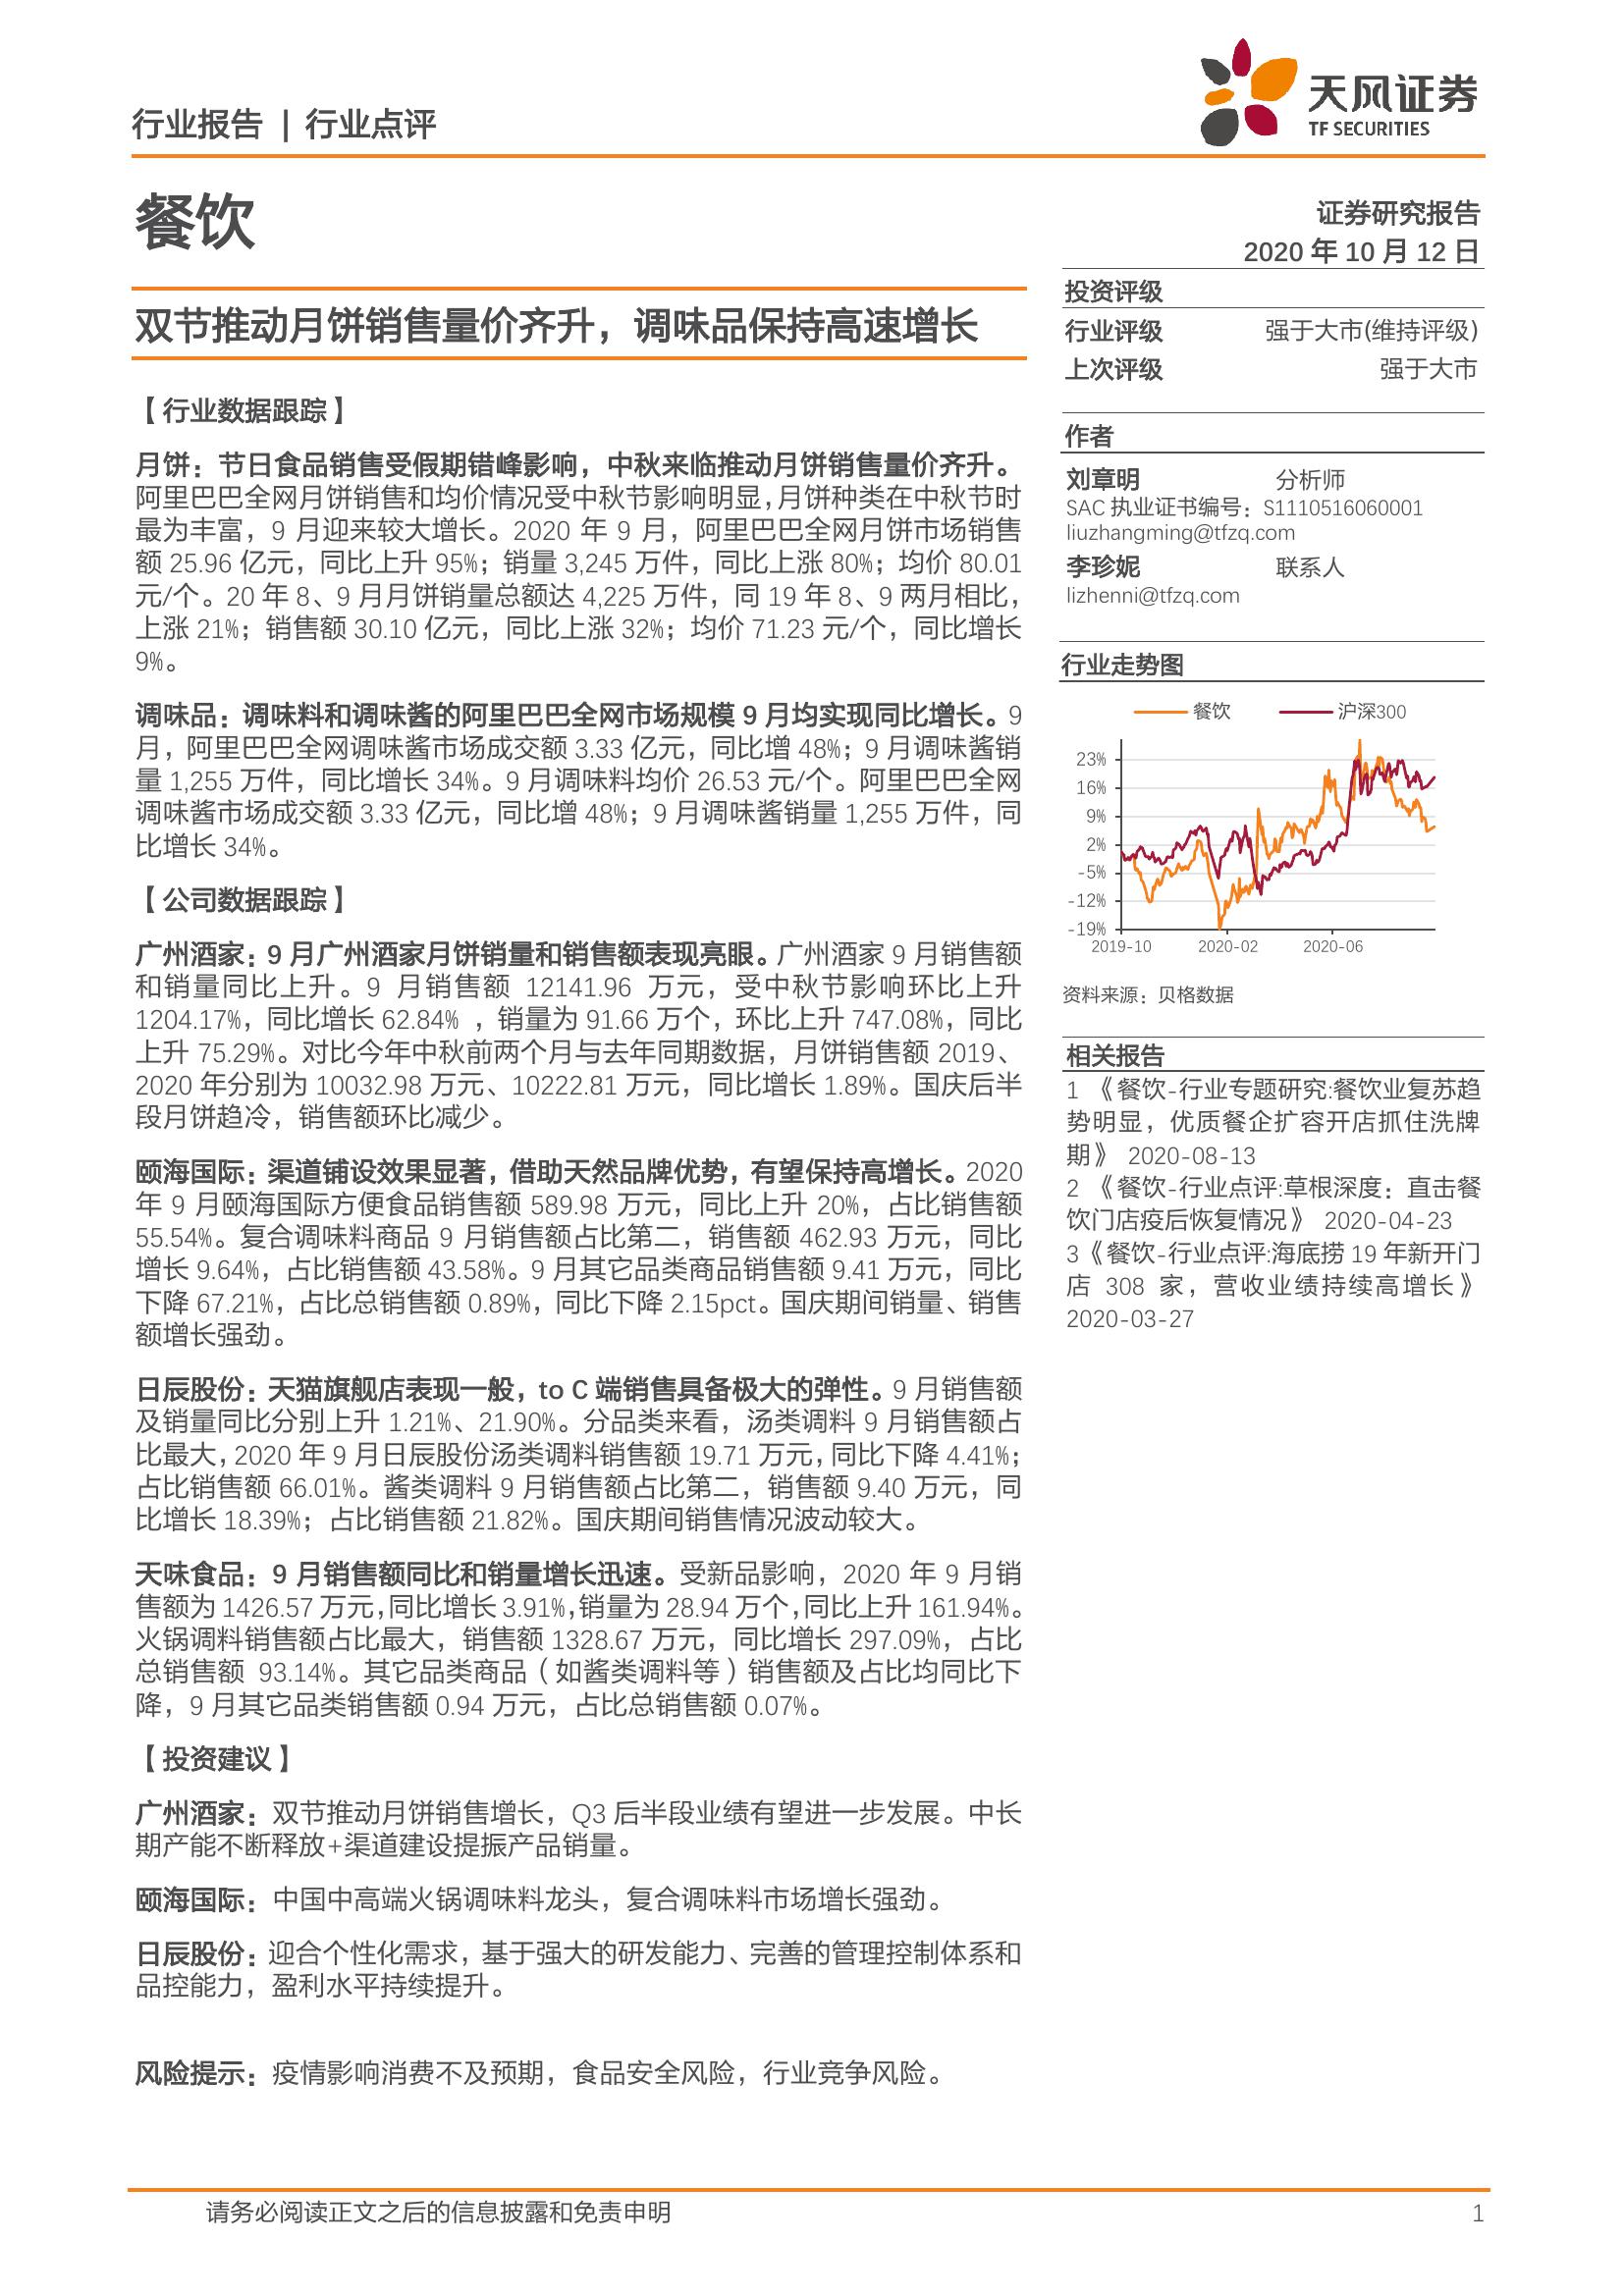 行业报告 | 行业点评
天风证券
TF SECURITIES
餐饮
证券研究报告
2020 年 10 月 12 日
双节推动月饼销售量价齐升，调味品保持高速增长
【行业数据跟踪】
月饼：节日食品销售受假期错峰影响，中秋来临推动月饼销售量价齐升。
阿里巴巴全网月饼销售和均价情况受中秋节影响明显，月饼种类在中秋节时
最为丰富，9 月迎来较大增长。2020 年 9 月，阿里巴巴全网月饼市场销售
额 25.96 亿元，同比上升 95%；销量 3,245 万件，同比上涨 80%；均价 80.01
元/个。20 年 8、9 月月饼销量总额达 4,225 万件，同 19 年 8、9 两月相比，
上涨 21%；销售额 30.10 亿元，同比上涨 32%；均价 71.23 元/个，同比增长
9%。
调味品：调味料和调味酱的阿里巴巴全网市场规模 9 月均实现同比增长。9
月，阿里巴巴全网调味酱市场成交额 3.33 亿元，同比增 48%；9 月调味酱销
量 1,255 万件，同比增长 34%。9 月调味料均价 26.53 元/个。阿里巴巴全网
调味酱市场成交额 3.33 亿元，同比增 48%；9 月调味酱销量 1,255 万件，同
比增长 34%。
【公司数据跟踪】
广州酒家：9 月广州酒家月饼销量和销售额表现亮眼。广州酒家 9 月销售额
和销量同比上升。9 月销售额 12141.96 万元，受中秋节影响环比上升
1204.17%，同比增长 62.84% ，销量为 91.66 万个，环比上升 747.08%，同比
上升 75.29%。对比今年中秋前两个月与去年同期数据，月饼销售额 2019、
2020 年分别为 10032.98 万元、10222.81 万元，同比增长 1.89%。国庆后半
段月饼趋冷，销售额环比减少。
颐海国际：渠道铺设效果显著，借助天然品牌优势，有望保持高增长。2020
年 9 月颐海国际方便食品销售额 589.98 万元，同比上升 20%，占比销售额
55.54%。复合调味料商品 9 月销售额占比第二，销售额 462.93 万元，同比
增长 9.64%，占比销售额 43.58%。9 月其它品类商品销售额 9.41 万元，同比
下降 67.21%，占比总销售额 0.89%，同比下降 2.15pct。国庆期间销量、销售
额增长强劲。
日辰股份：天猫旗舰店表现一般，to C 端销售具备极大的弹性。9 月销售额
及销量同比分别上升 1.21%、21.90%。分品类来看，汤类调料 9 月销售额占
比最大，2020 年 9 月日辰股份汤类调料销售额 19.71 万元，同比下降 4.41%；
占比销售额 66.01%。酱类调料 9 月销售额占比第二，销售额 9.40 万元，同
比增长 18.39%；占比销售额 21.82%。国庆期间销售情况波动较大。
天味食品：9 月销售额同比和销量增长迅速。受新品影响，2020 年 9 月销
售额为 1426.57 万元，同比增长 3.91%，销量为 28.94 万个，同比上升 161.94%。
火锅调料销售额占比最大，销售额 1328.67 万元，同比增长 297.09%，占比
总销售额 93.14%。其它品类商品（如酱类调料等）销售额及占比均同比下
降，9 月其它品类销售额 0.94 万元，占比总销售额 0.07%。
【投资建议】
广州酒家：双节推动月饼销售增长，Q3 后半段业绩有望进一步发展。中长
期产能不断释放+渠道建设提振产品销量。
颐海国际：中国中高端火锅调味料龙头，复合调味料市场增长强劲。
日辰股份：迎合个性化需求，基于强大的研发能力、完善的管理控制体系和
品控能力，盈利水平持续提升。
风险提示：疫情影响消费不及预期，食品安全风险，行业竞争风险。
投资评级
行业评级 强于大市(维持评级)
上次评级 强于大市
作者
刘章明 分析师
SAC 执业证书编号：S1110516060001
liuzhangming@tfzq.com
李珍妮 联系人
lizhenni@tfzq.com
行业走势图
餐饮 沪深300
23%
16%
9%
2%
-5%
-12%
-19%
2019-10 2020-02 2020-06
资料来源：贝格数据
相关报告
1 《餐饮-行业专题研究:餐饮业复苏趋
势明显，优质餐企扩容开店抓住洗牌
期》 2020-08-13
2 《餐饮-行业点评:草根深度：直击餐
饮门店疫后恢复情况》 2020-04-23
3《餐饮-行业点评:海底捞 19 年新开门
店 308 家，营收业绩持续高增长》
2020-03-27
请务必阅读正文之后的信息披露和免责申明 1